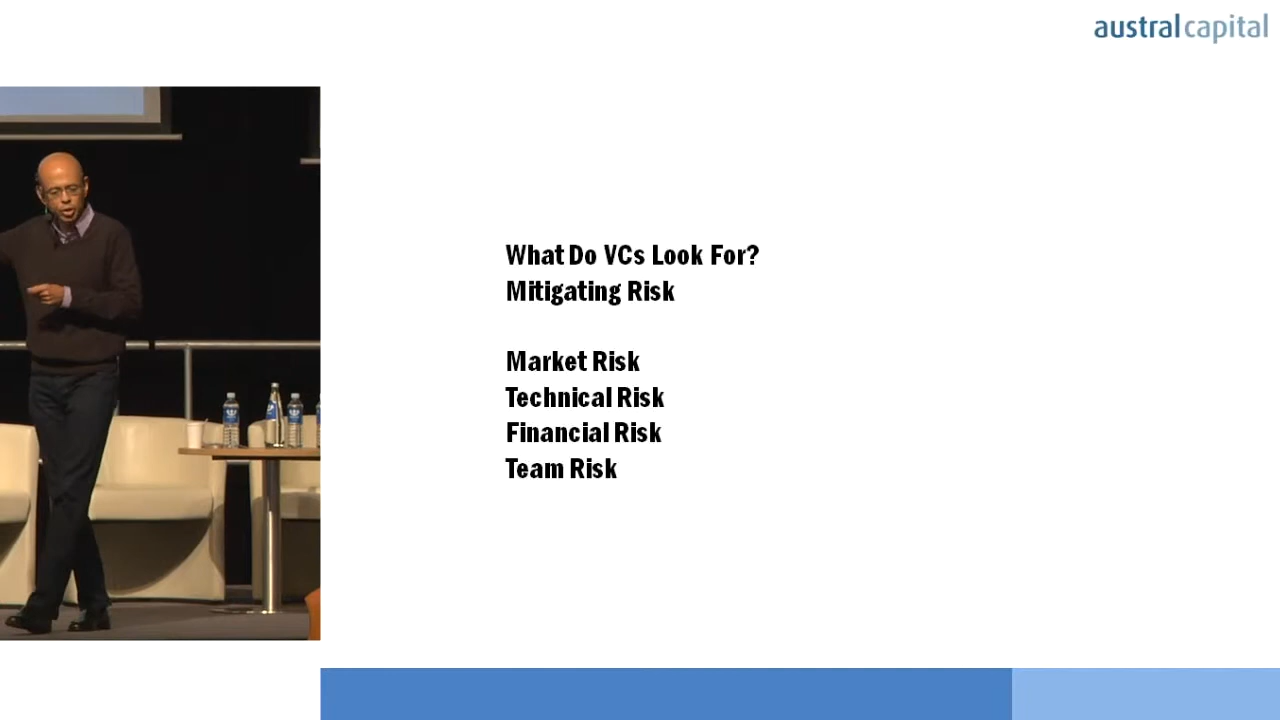 australcapital
What Do VCs Look For?
Mitigating Risk
Market Risk
Technical Risk
Financial Risk
Team Risk